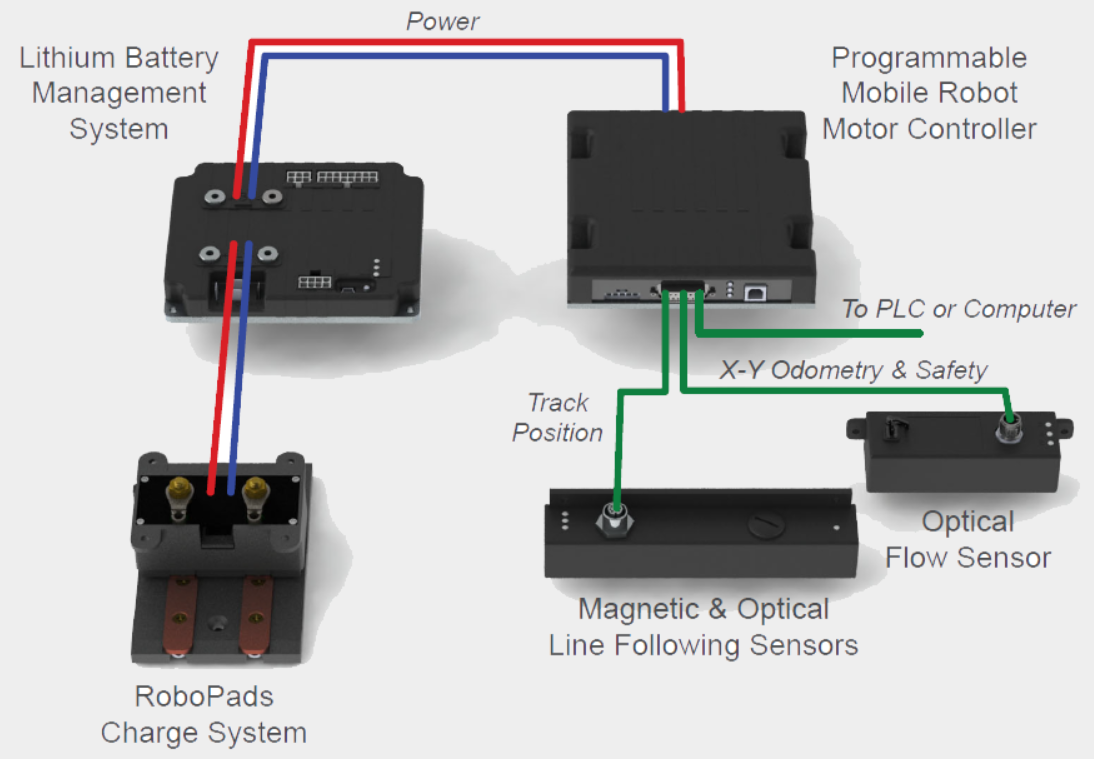 Power
Lithium Battery
Management
System
Programmable
Mobile Robot
Motor Controller
To PLC or Computer
X-Y Odometry & Safety
Track
Position
Optical
Flow Sensor
Magnetic & Optical
Line Following Sensors
RoboPads
Charge System